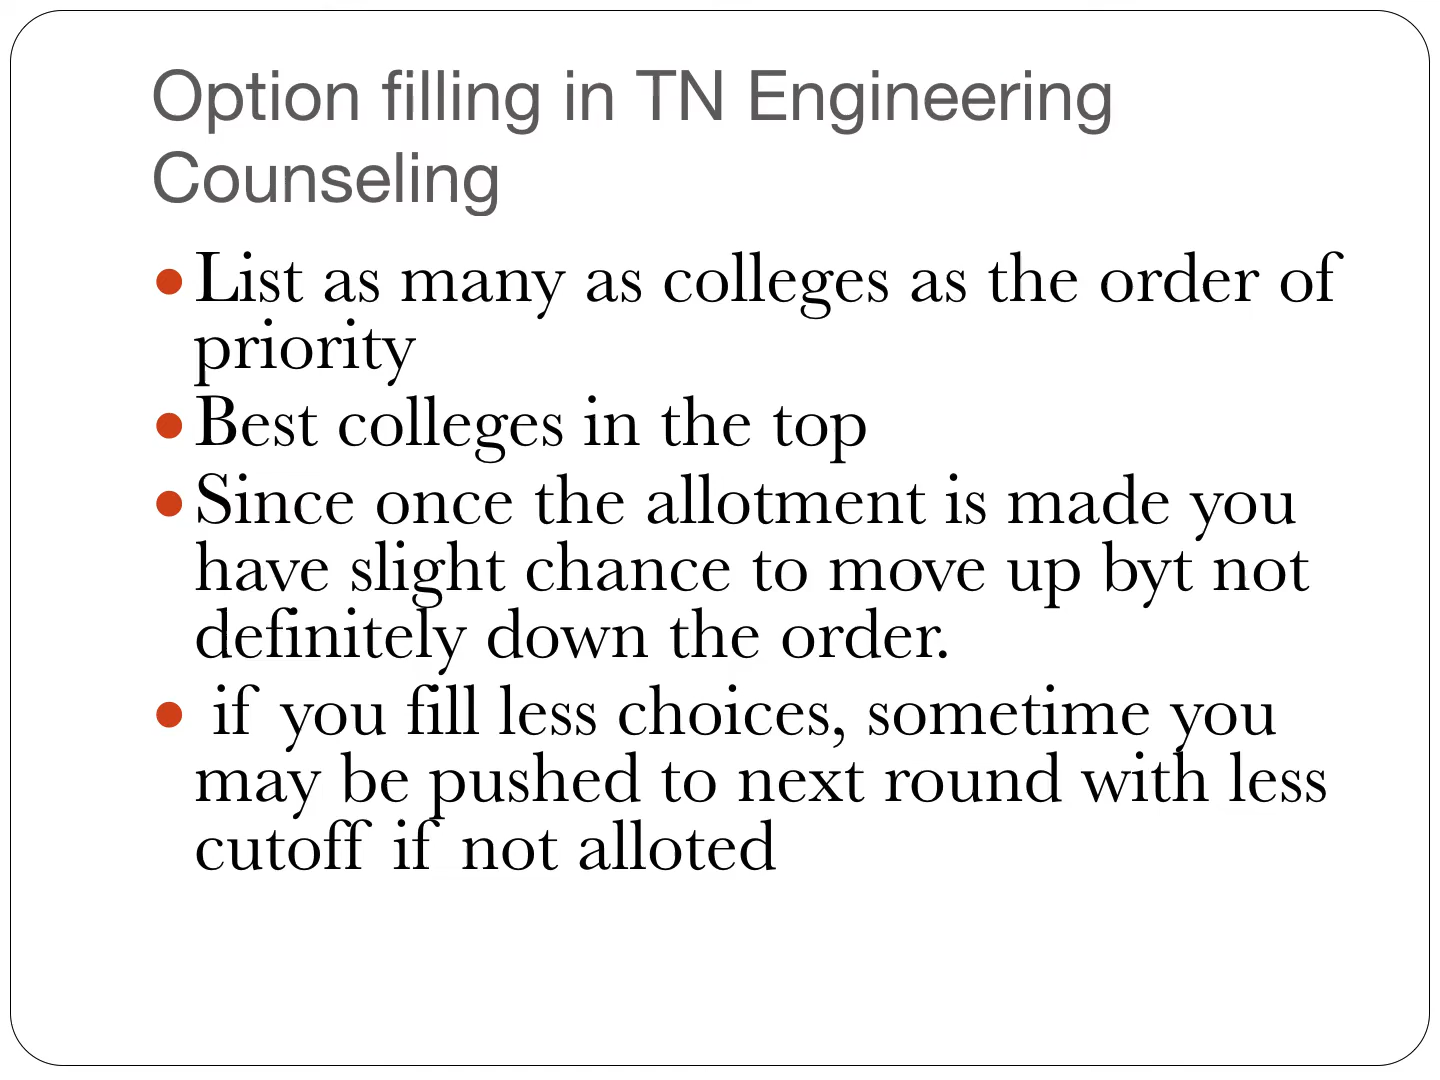 Option filling in TN Engineering
Counseling
List as many as colleges as the order of
priority
Best colleges in the top
Since once the allotment is made you
have slight chance to move up byt not
definitely down the order.
if you fill less choices, sometime you
may be pushed to next round with less
cutoff if not alloted